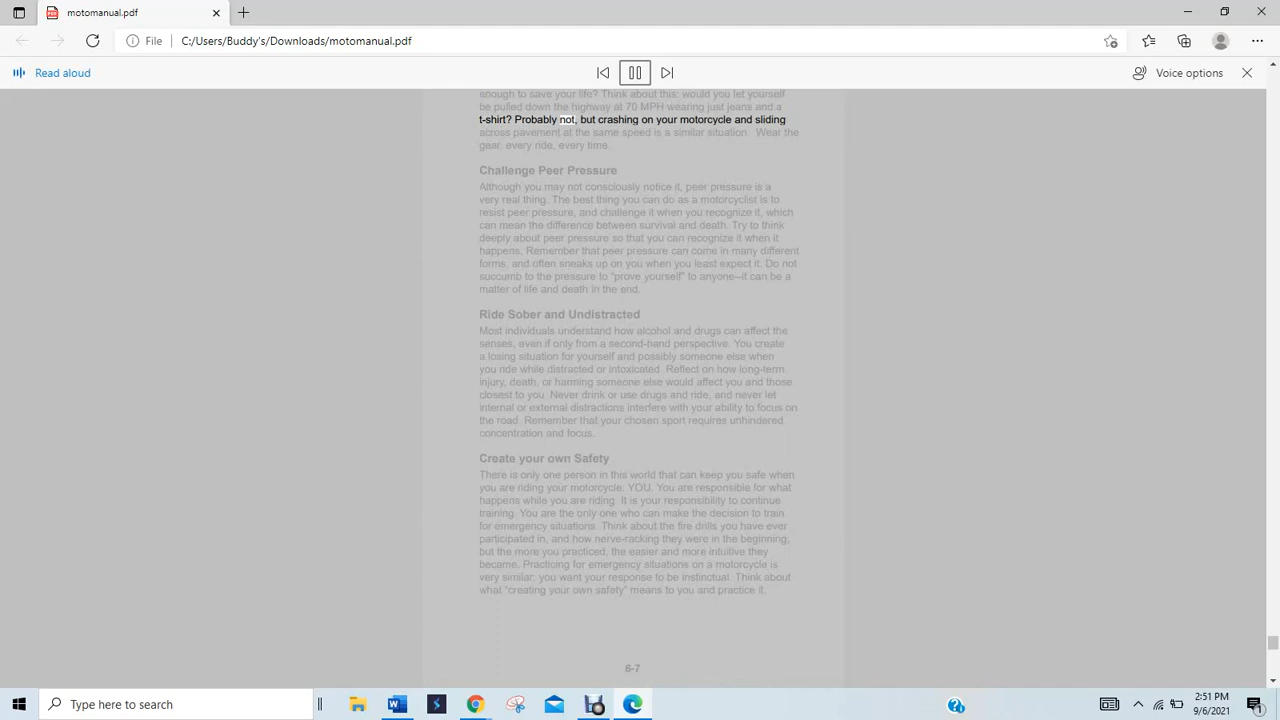 motomanual.pdf
File
C:/Users/Buddy's/Downloads/motomanual.pdf
Read aloud
Voice options
enough to save your life? Think about this: would you let yourself
be pulled down the highway at 70 MPH wearing just jeans and a
t-shirt? Probably not, but crashing on your motorcycle and sliding
across pavement at the same speed is a similar situation. Wear the
gear, every ride, every time.
Challenge Peer Pressure
Although you may not consciously notice it, peer pressure is a
very real thing. The best thing you can do as a motorcyclist is to
resist peer pressure, and challenge it when you recognize it, which
can mean the difference between survival and death. Try to think
deeply about peer pressure so that you can recognize it when it
happens. Remember that peer pressure can come in many different
forms, and often sneaks up on you when you least expect it. Do not
succumb to the pressure to “prove yourself” to anyone–it can be a
matter of life and death in the end.
Ride Sober and Undistracted
Most individuals understand how alcohol and drugs can affect the
senses, even if only from a second-hand perspective. You create
a losing situation for yourself and possibly someone else when
you ride while distracted or intoxicated. Reflect on how long-term
injury, death, or harming someone else would affect you and those
closest to you. Never drink or use drugs and ride, and never let
internal or external distractions interfere with your ability to focus on
the road. Remember that your chosen sport requires unhindered
concentration and focus.
Create your own Safety
There is only one person in this world that can keep you safe when
you are riding your motorcycle: YOU. You are responsible for what
happens while you are riding. It is your responsibility to continue
training. You are the only one who can make the decision to train
for emergency situations. Think about the fire drills you have ever
participated in, and how nerve-racking they were in the beginning;
but the more you practiced, the easier and more intuitive they
became. Practicing for emergency situations on a motorcycle is
very similar: you want your response to be instinctual. Think about
what “creating your own safety” means to you and practice it.
6-7
Type here to search
2:51 PM
9/6/2021